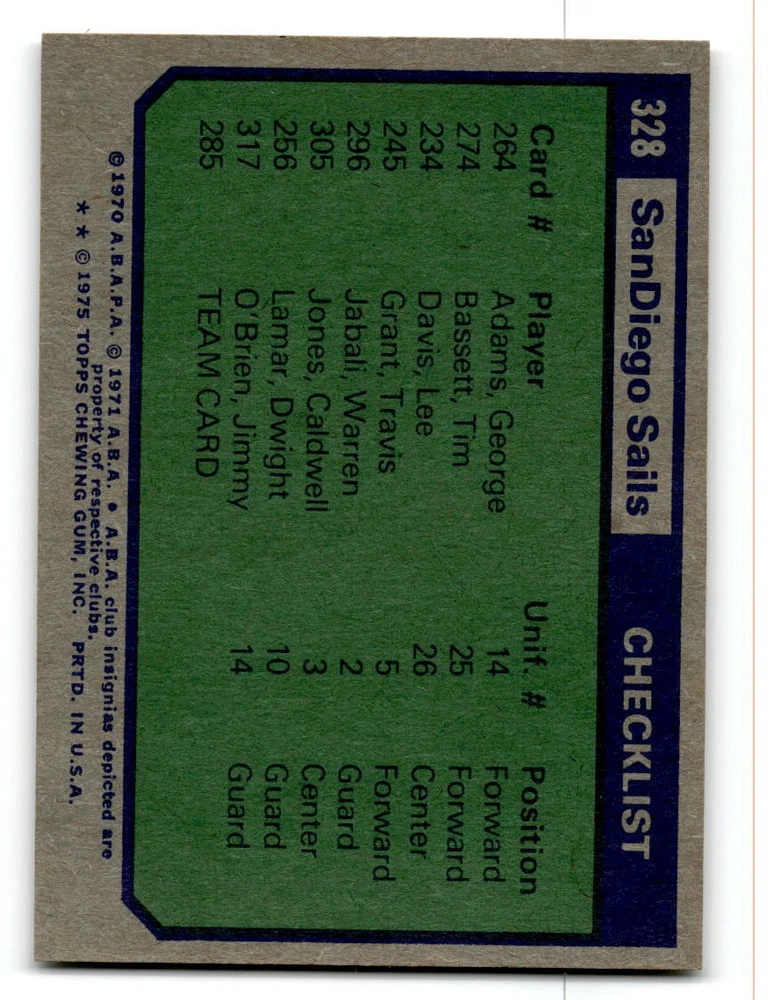 328 SanDiego Sails CHECKLIST
Card # Player Unif. # Position
264 Adams, George 14 Forward
274 Bassett, Tim 25 Forward
234 Davis, Lee 26 Center
245 Grant, Travis 5 Forward
296 Jabali, Warren 2 Guard
305 Jones, Caldwell 3 Center
256 Lamar, Dwight 10 Guard
317 O'Brien, Jimmy 14 Guard
285 TEAM CARD
© 1970 A.B.A.P.A. © 1971 A.B.A. • A.B.A. club insignias depicted are
property of respective clubs.
* * © 1975 TOPPS CHEWING GUM, INC. PRTD. IN U.S.A.